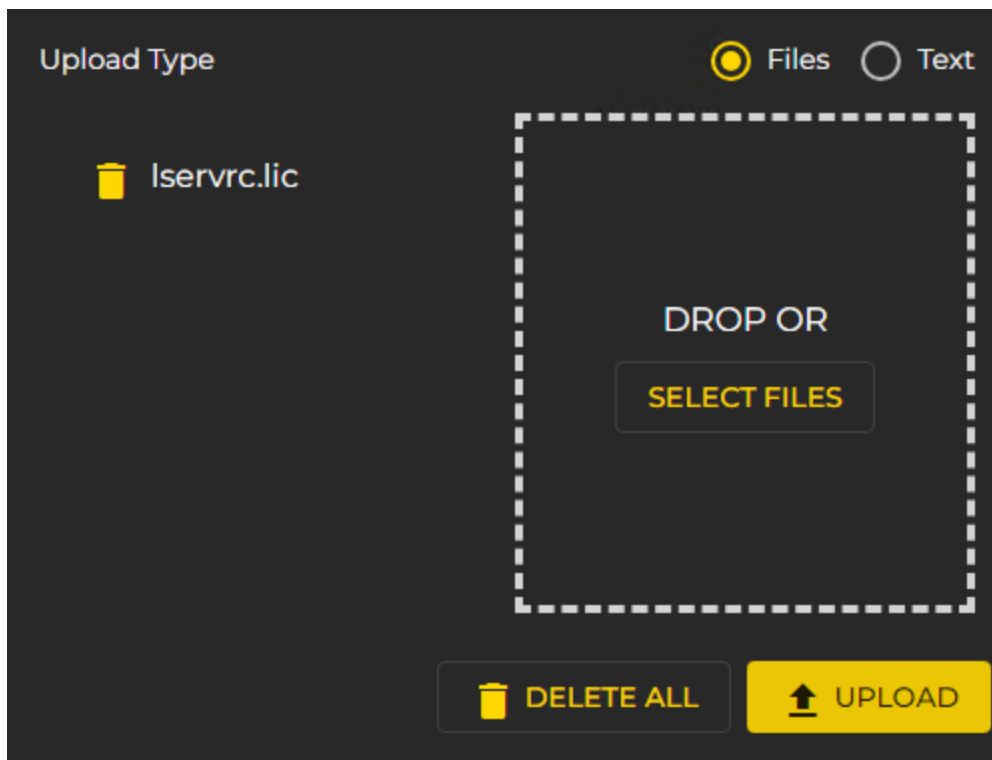 Upload Type
Files
Text
lservrc.lic
DROP OR
SELECT FILES
DELETE ALL
UPLOAD